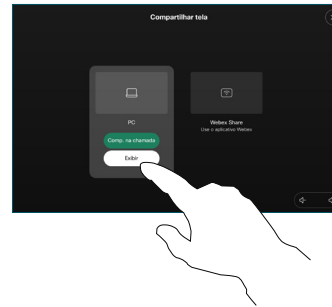 Compartilhar tela
PC
Comp. na chamada
Exibir
Webex Share
Use o aplicativo Webex